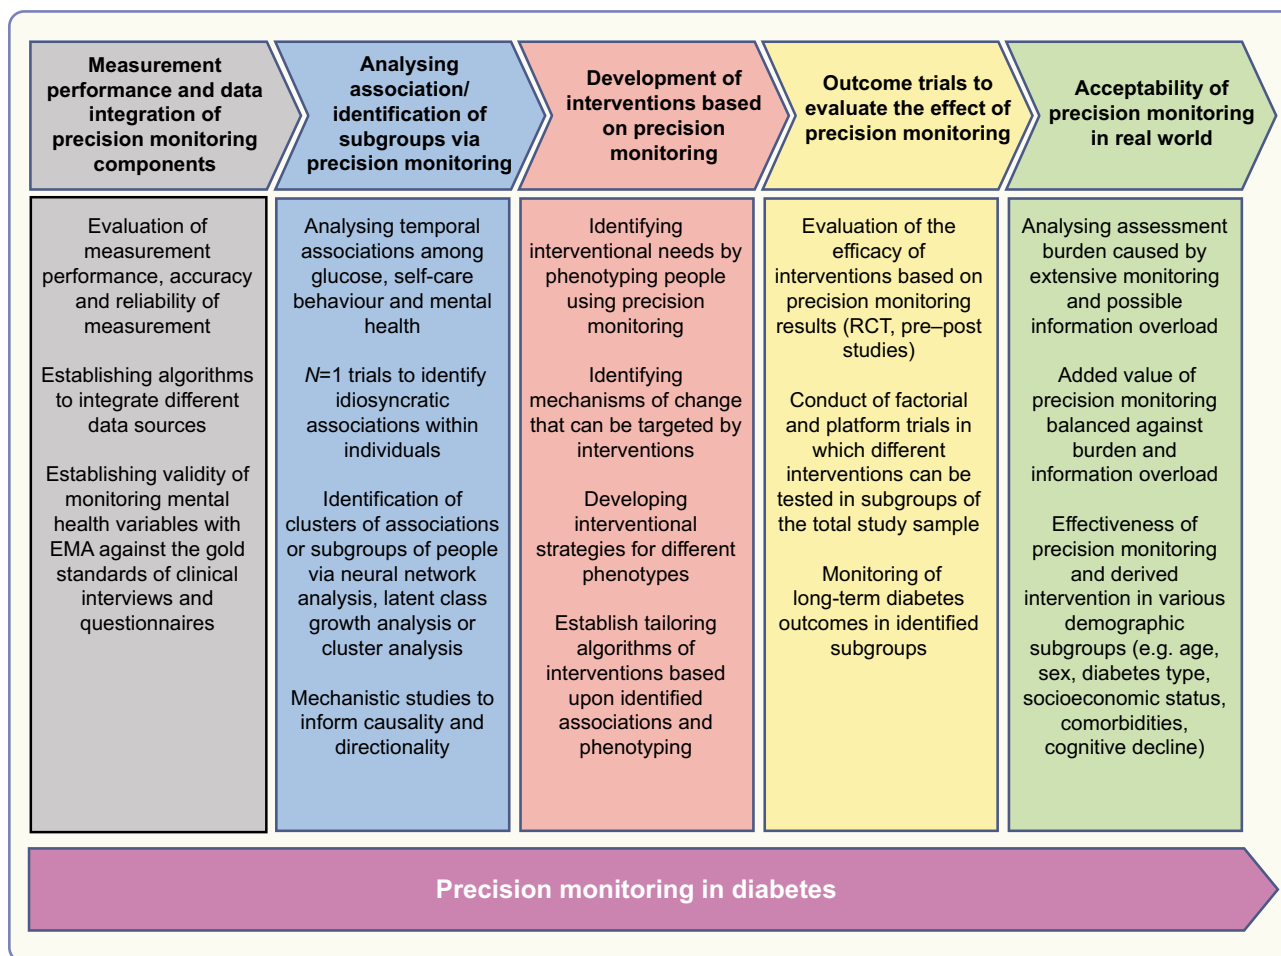 Measurement
performance and data
integration of
precision monitoring
components
Analysing
association/
identification of
subgroups via
precision monitoring
Development of
interventions based
on precision
monitoring
Outcome trials to
evaluate the effect of
precision monitoring
Acceptability of
precision monitoring
in real world
Evaluation of
measurement
performance, accuracy
and reliability of
measurement
Establishing algorithms
to integrate different
data sources
Establishing validity of
monitoring mental
health variables with
EMA against the gold
standards of clinical
interviews and
questionnaires
Analysing temporal
associations among
glucose, self-care
behaviour and mental
health
N=1 trials to identify
idiosyncratic
associations within
individuals
Identification of
clusters of associations
or subgroups of people
via neural network
analysis, latent class
growth analysis or
cluster analysis
Mechanistic studies to
inform causality and
directionality
Identifying
interventional needs by
phenotyping people
using precision
monitoring
Identifying
mechanisms of change
that can be targeted by
interventions
Developing
interventional
strategies for different
phenotypes
Establish tailoring
algorithms of
interventions based
upon identified
associations and
phenotyping
Evaluation of the
efficacy of
interventions based on
precision monitoring
results (RCT, pre–post
studies)
Conduct of factorial
and platform trials in
which different
interventions can be
tested in subgroups of
the total study sample
Monitoring of
long-term diabetes
outcomes in identified
subgroups
Analysing assessment
burden caused by
extensive monitoring
and possible
information overload
Added value of
precision monitoring
balanced against
burden and
information overload
Effectiveness of
precision monitoring
and derived
intervention in various
demographic
subgroups (e.g. age,
sex, diabetes type,
socioeconomic status,
comorbidities,
cognitive decline)
Precision monitoring in diabetes